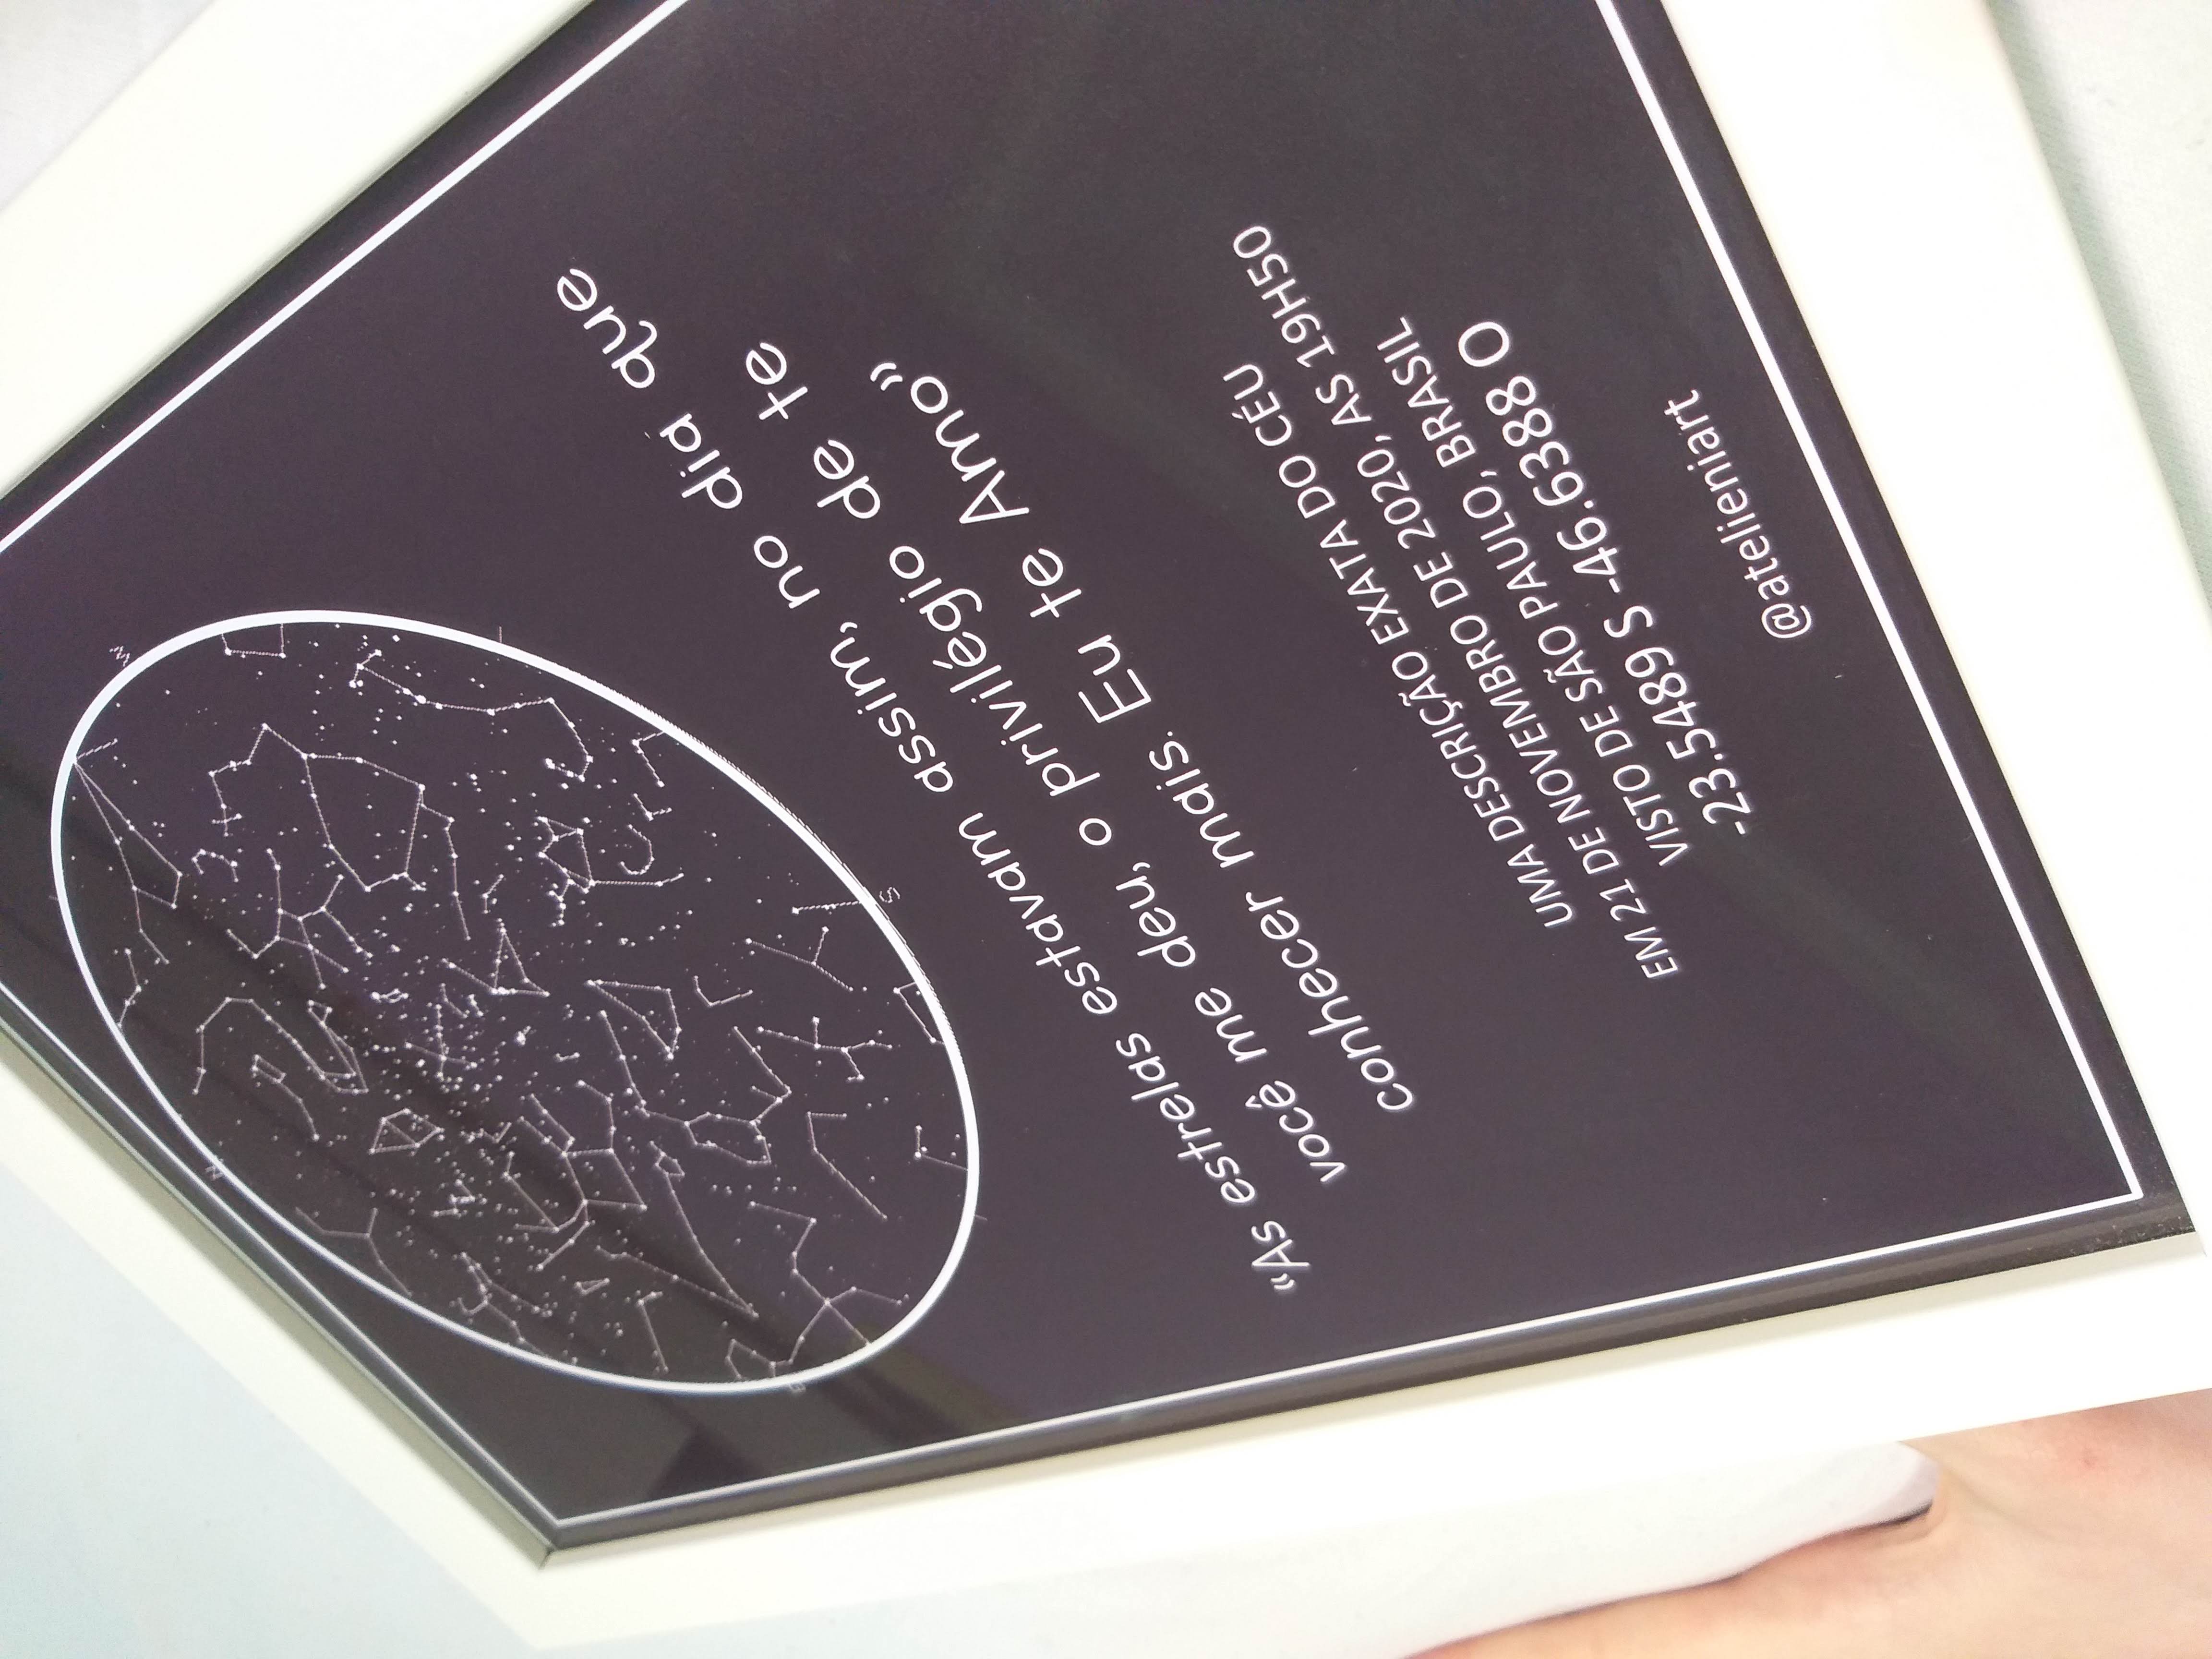 N
S
"As estrelas estavam assim, no dia que
você me deu, o privilégio de te
conhecer mais. Eu te Amo"
UMA DESCRIÇÃO EXATA DO CÉU
EM 21 DE NOVEMBRO DE 2020, AS 19H50
VISTO DE SÃO PAULO, BRASIL
-23.5489 S -46.6388 O
@atelieniart